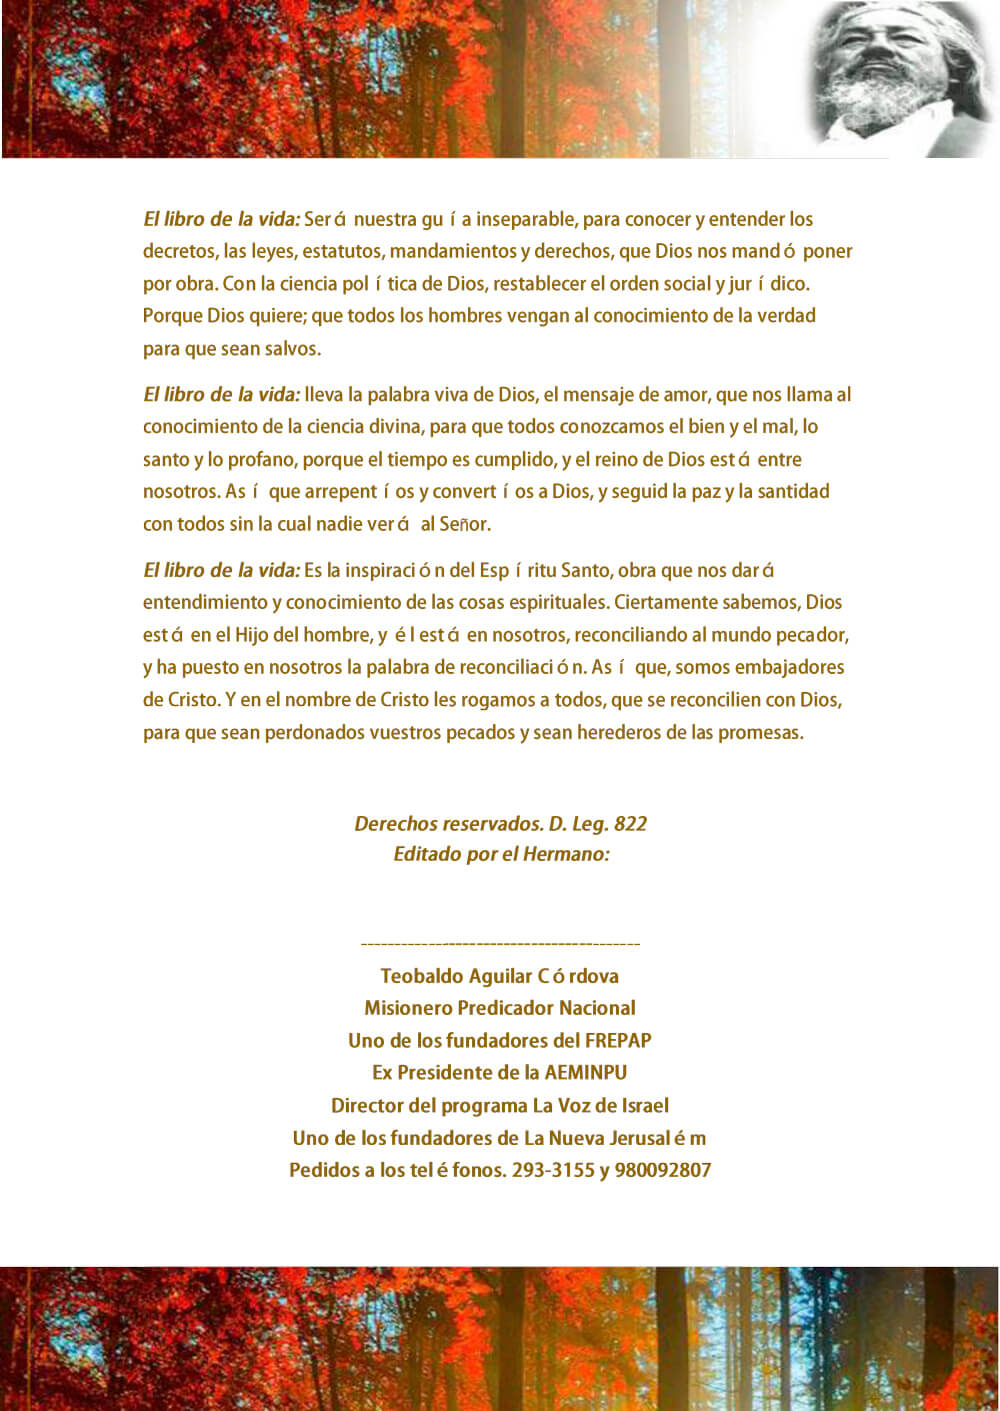 El libro de la vida: Será nuestra guía inseparable, para conocer y entender los
decretos, las leyes, estatutos, mandamientos y derechos, que Dios nos mandó poner
por obra. Con la ciencia política de Dios, restablecer el orden social y jurídico.
Porque Dios quiere; que todos los hombres vengan al conocimiento de la verdad
para que sean salvos.
El libro de la vida: lleva la palabra viva de Dios, el mensaje de amor, que nos llama al
conocimiento de la ciencia divina, para que todos conozcamos el bien y el mal, lo
santo y lo profano, porque el tiempo es cumplido, y el reino de Dios está entre
nosotros. Así que arrepentíos y convertíos a Dios, y seguid la paz y la santidad
con todos sin la cual nadie verá al Señor.
El libro de la vida: Es la inspiración del Espíritu Santo, obra que nos dará
entendimiento y conocimiento de las cosas espirituales. Ciertamente sabemos, Dios
está en el Hijo del hombre, y él está en nosotros, reconciliando al mundo pecador,
y ha puesto en nosotros la palabra de reconciliación. Así que, somos embajadores
de Cristo. Y en el nombre de Cristo les rogamos a todos, que se reconcilien con Dios,
para que sean perdonados vuestros pecados y sean herederos de las promesas.
Derechos reservados. D. Leg. 822
Editado por el Hermano:
------------------------------------------
Teobaldo Aguilar Córdova
Misionero Predicador Nacional
Uno de los fundadores del FREPAP
Ex Presidente de la AEMINPU
Director del programa La Voz de Israel
Uno de los fundadores de La Nueva Jerusalém
Pedidos a los teléfonos. 293-3155 y 980092807